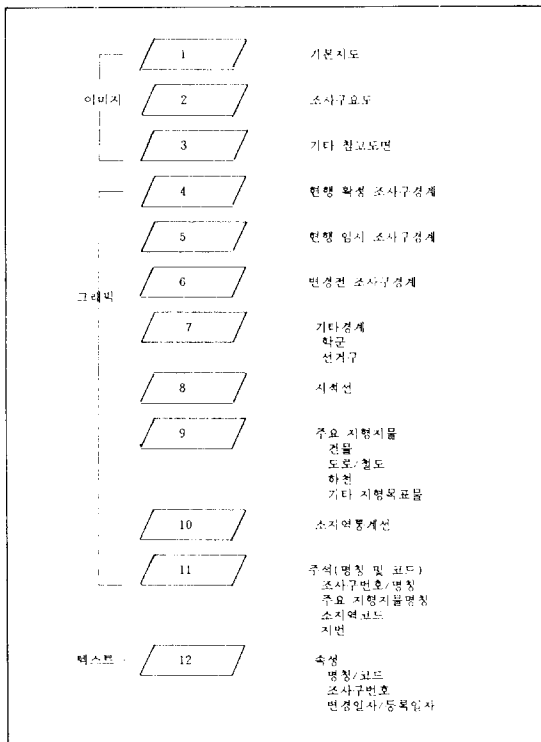 1 기본지도
이미지 2 조사구요도
3 기타 참고도면
4 현행 확정 조사구경계
5 현행 임시 조사구경계
6 변경전 조사구경계
그래픽
7 기타경계
학군
선거구
8 지적선
9 주요 지형지물
건물
도로/철도
하천
기타 지형목표물
10 소지역통계선
11 주석(명칭 및 코드)
조사구번호/명칭
주요 지형지물명칭
소지역코드
지번
텍스트 12 속성
명칭/코드
조사구번호
변경일자/등록일자